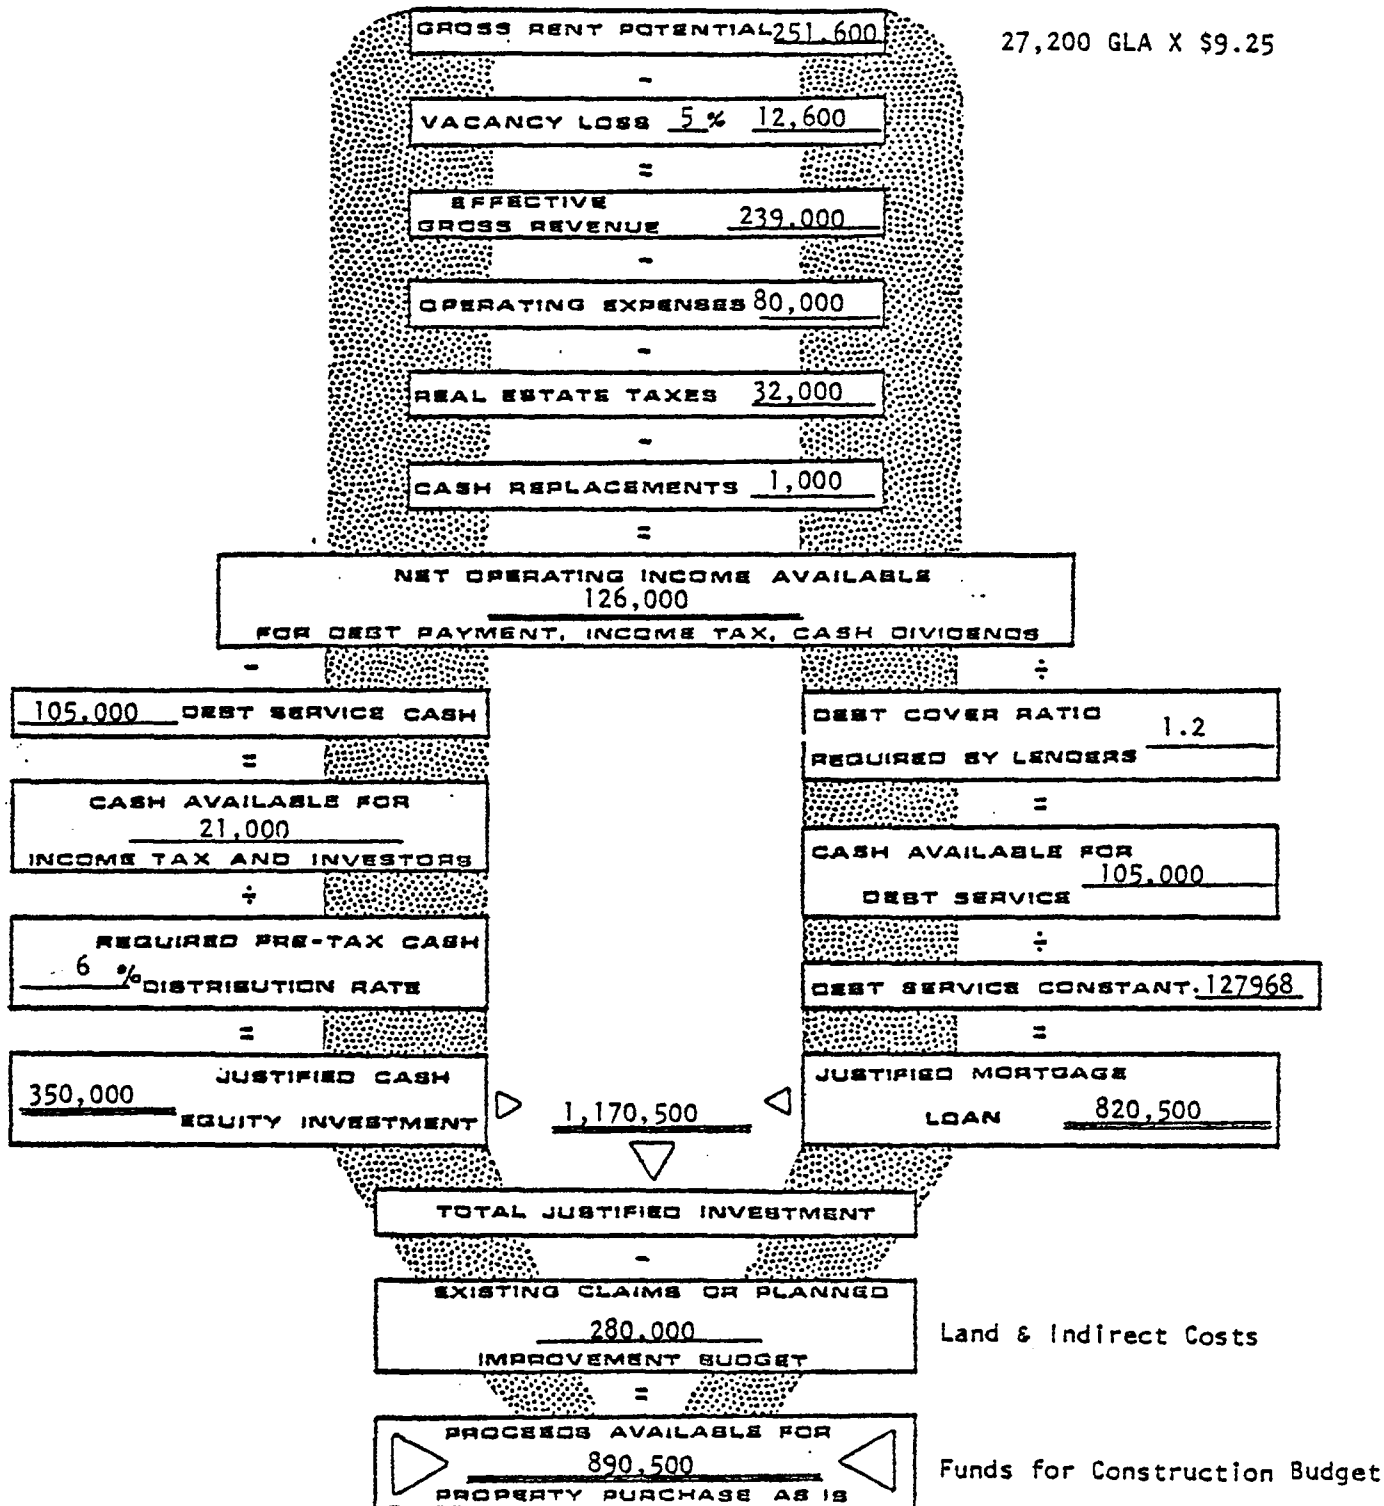 GROSS RENT POTENTIAL 251,600
27,200 GLA X $9.25
-
VACANCY LOSS 5 % 12,600
=
EFFECTIVE
GROSS REVENUE 239,000
-
OPERATING EXPENSES 80,000
-
REAL ESTATE TAXES 32,000
-
CASH REPLACEMENTS 1,000
=
NET OPERATING INCOME AVAILABLE
126,000
FOR DEBT PAYMENT, INCOME TAX, CASH DIVIDENDS
-
105,000 DEBT SERVICE CASH
=
CASH AVAILABLE FOR
21,000
INCOME TAX AND INVESTORS
÷
REQUIRED PRE-TAX CASH
6 % DISTRIBUTION RATE
=
JUSTIFIED CASH
350,000
EQUITY INVESTMENT
÷
DEBT COVER RATIO
1.2
REQUIRED BY LENDERS
=
CASH AVAILABLE FOR
105,000
DEBT SERVICE
÷
DEBT SERVICE CONSTANT .127968
=
JUSTIFIED MORTGAGE
LOAN 820,500
1,170,500
TOTAL JUSTIFIED INVESTMENT
-
EXISTING CLAIMS OR PLANNED
280,000
IMPROVEMENT BUDGET
Land & Indirect Costs
=
PROCEEDS AVAILABLE FOR
890,500
PROPERTY PURCHASE AS IS
Funds for Construction Budget